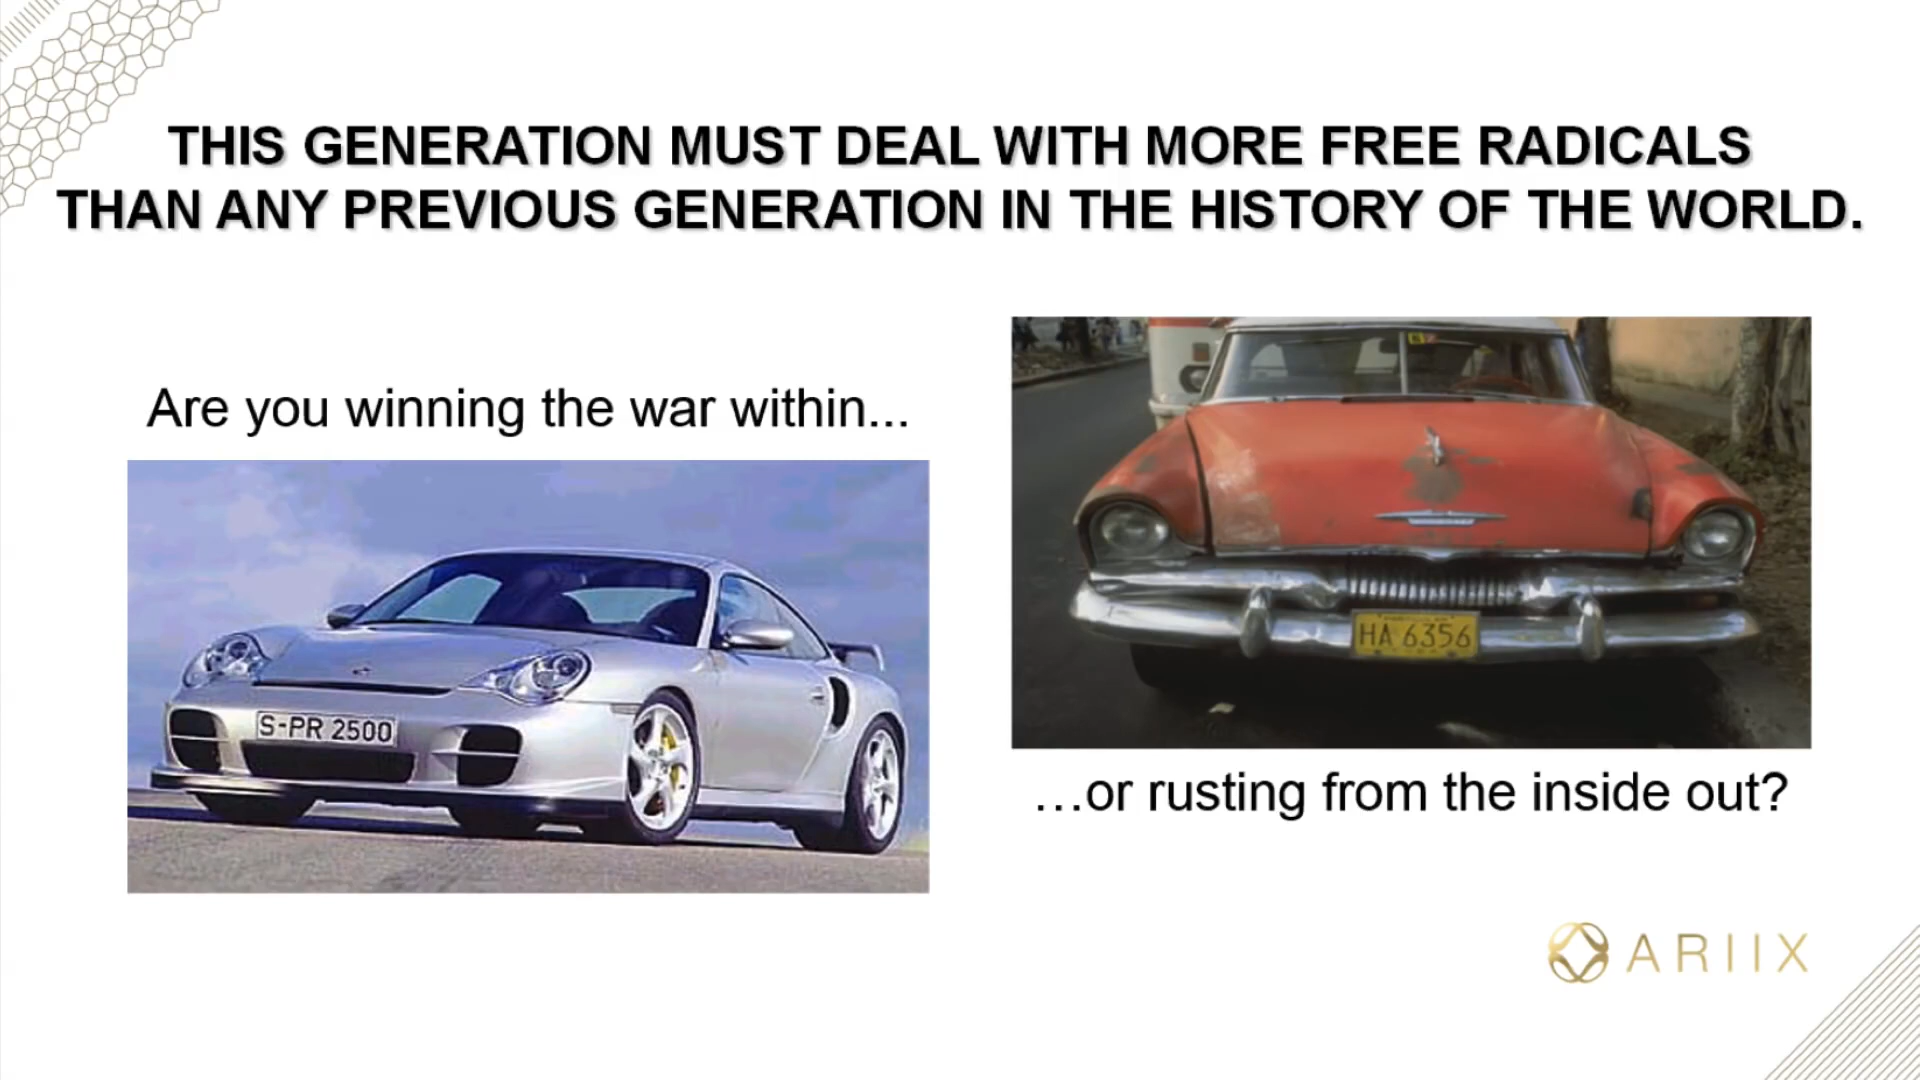 THIS GENERATION MUST DEAL WITH MORE FREE RADICALS
THAN ANY PREVIOUS GENERATION IN THE HISTORY OF THE WORLD.
Are you winning the war within...
S-PR 2500
HA 6356
…or rusting from the inside out?
ARIIX